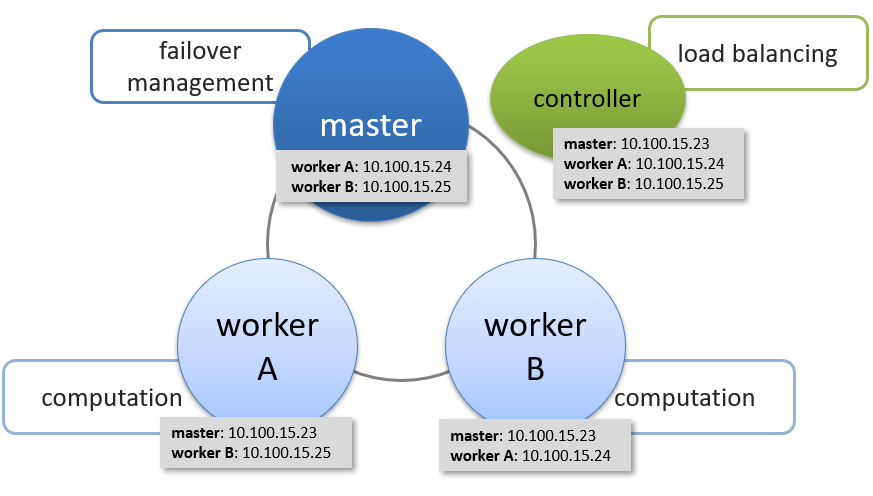 failover
management
master
worker A: 10.100.15.24
worker B: 10.100.15.25
load balancing
controller
master: 10.100.15.23
worker A: 10.100.15.24
worker B: 10.100.15.25
worker
A
computation
master: 10.100.15.23
worker B: 10.100.15.25
worker
B
computation
master: 10.100.15.23
worker A: 10.100.15.24